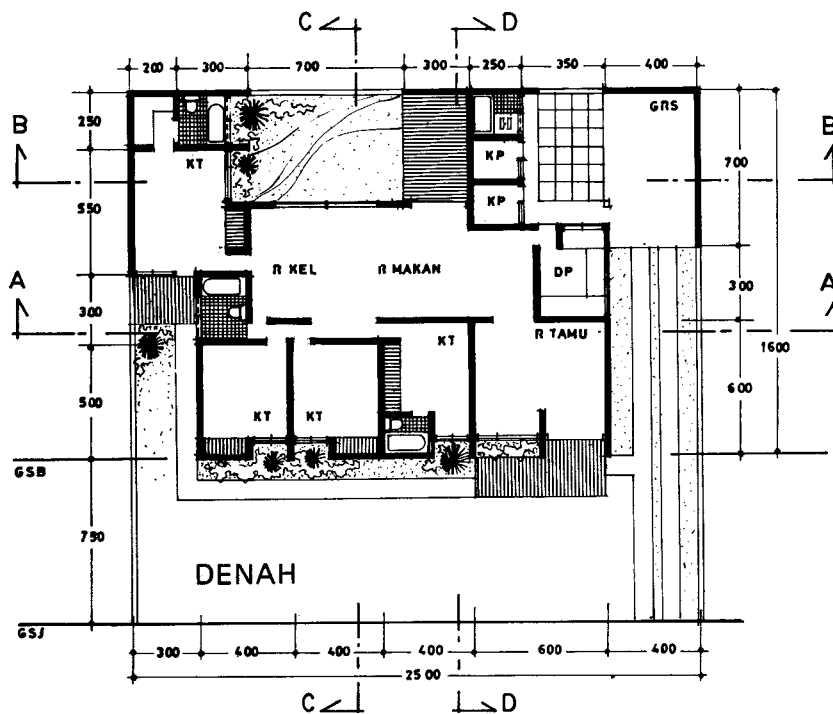 C D
200 300 700 300 250 350 400
GRS
B 250 B
KT KP 700
550 KP
R KEL R MAKAN DP
A 300 A
300 R TAMU 1600
KT
500 600
KT KT
GSB
750
DENAH
GSJ
300 400 400 400 600 400
2500
C D